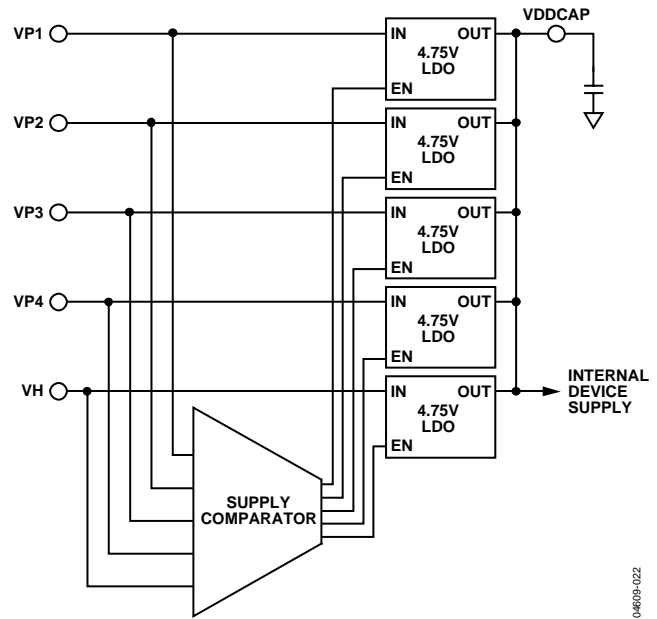 VP1
IN OUT
4.75V
LDO
EN
VDDCAP
VP2
IN OUT
4.75V
LDO
EN
VP3
IN OUT
4.75V
LDO
EN
VP4
IN OUT
4.75V
LDO
EN
VH
IN OUT
4.75V
LDO
EN
INTERNAL
DEVICE
SUPPLY
SUPPLY
COMPARATOR
04609-022